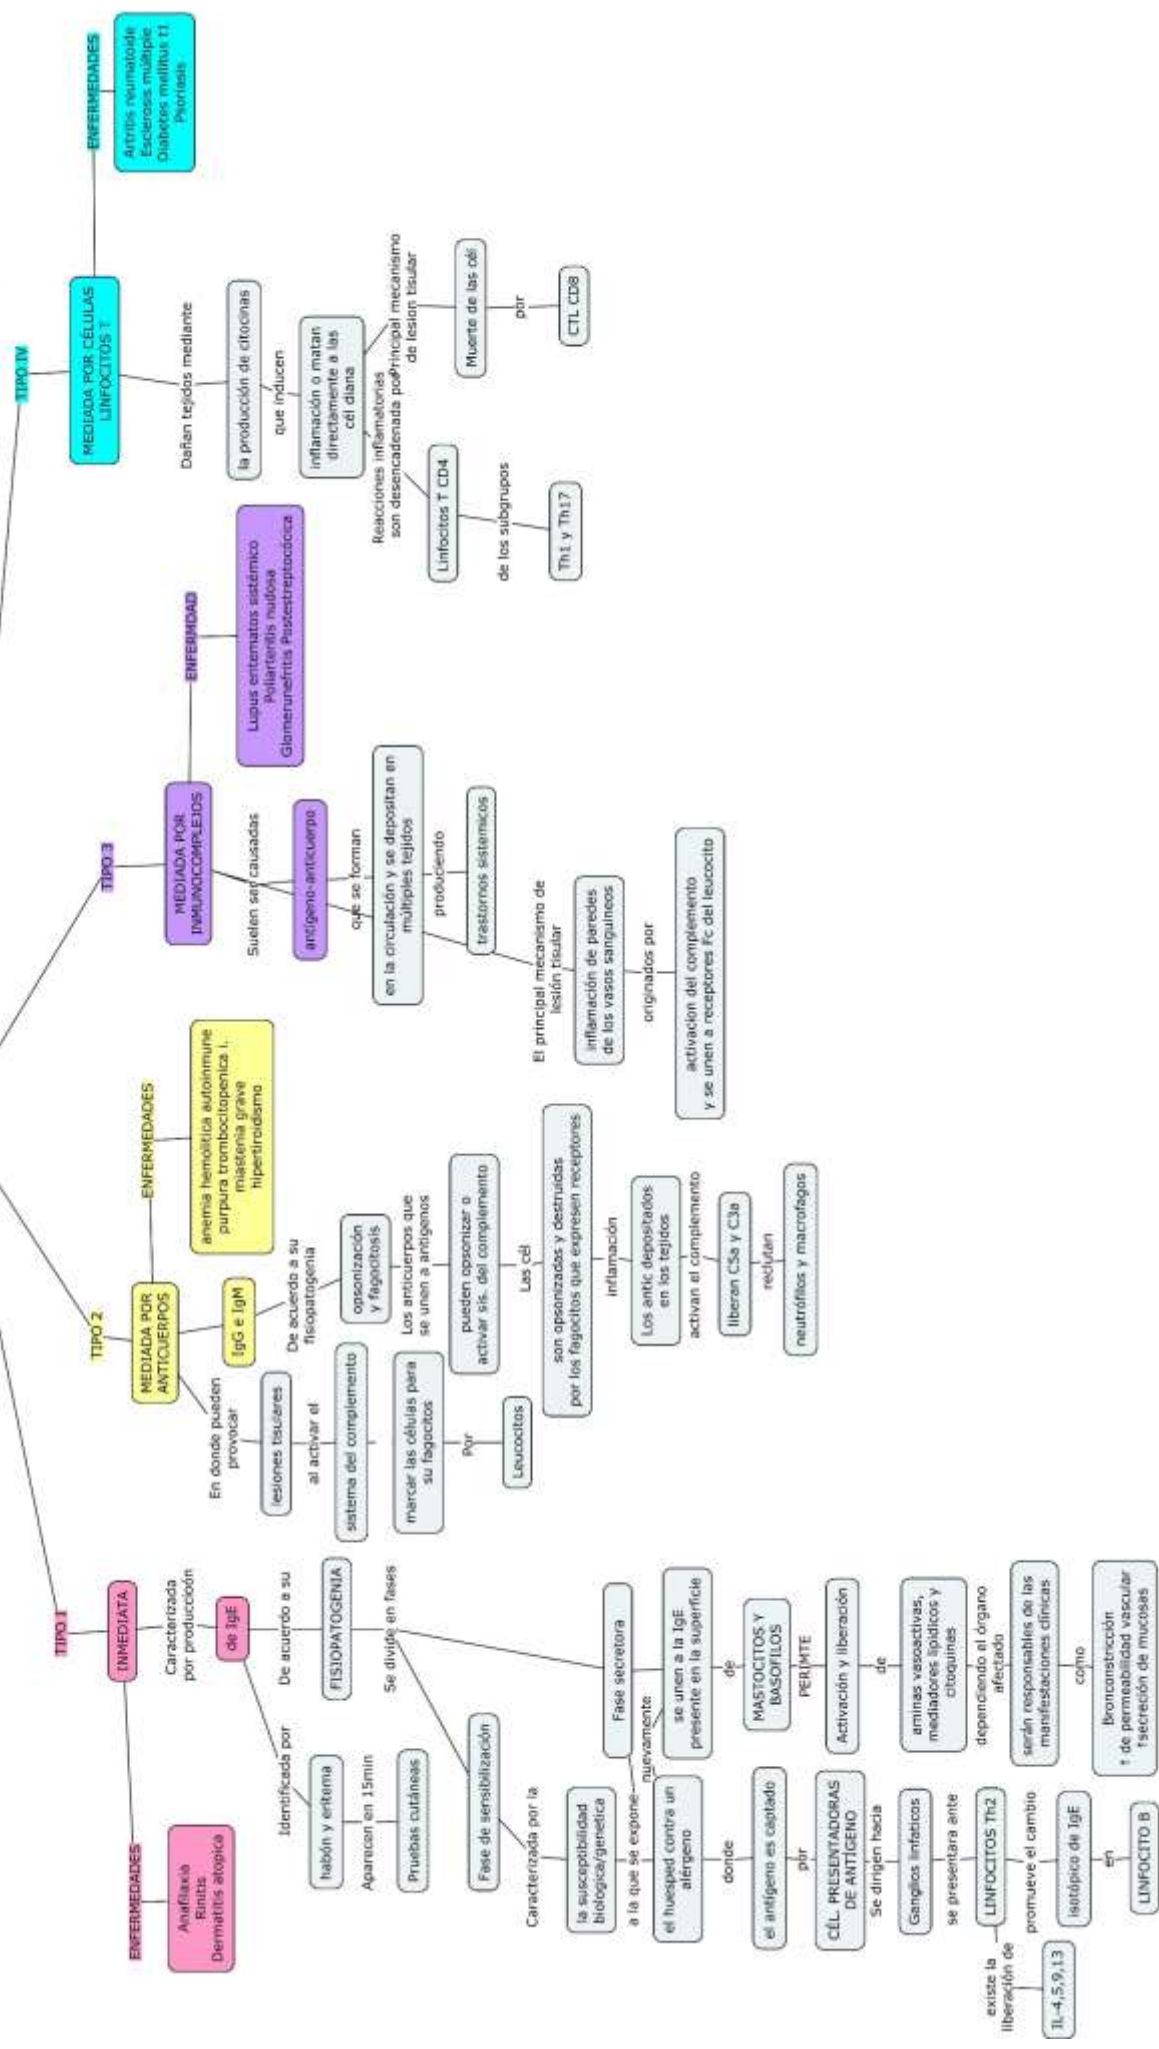 TIPO 1
INMEDIATA
ENFERMEDADES
Anafilaxia
Rinitis
Dermatitis atopica
Caracterizada
por produccioón
de IgE
Identificada por
habón y eritema
Aparecen en 15min
Pruebas cutáneas
De acuerdo a su
FISIOPATOGENIA
Se divide en fases
Fase de sensibilización
Caracterizada por la
la susceptibilidad
biologica/genetica
a la que se expone
el huesped contra un
alérgeno
donde
el antígeno es captado
por
CÉL. PRESENTADORAS
DE ANTÍGENO
Se dirigen hacia
Ganglios linfaticos
se presentara ante
LINFOCITOS Th2
existe la
liberación de
IL-4,5,9,13
promueve el cambio
isotópico de IgE
en
LINFOCITO B
Fase secretora
nuevamente
se unen a la IgE
presente en la superficie
de
MASTOCITOS Y
BASOFILOS
PERIMTE
Activación y liberación
de
aminas vasoactivas,
mediadores lipídicos y
citoquinas
dependiendo el órgano
afectado
serán responsables de las
manifestaciones clínicas
como
Bronconstricción
↑ de permeabilidad vascular
↑secreción de mucosas
TIPO 2
MEDIADA POR
ANTICUERPOS
ENFERMEDADES
anemia hemolitica autoinmune
purpura trombocitopenica i.
miastenia grave
hipertiroidismo
En donde pueden
provocar
lesiones tisulares
al activar el
sistema del complemento
marcar las células para
su fagocitos
Por
Leucocitos
IgG e IgM
De acuerdo a su
fisiopatogenia
opsonización
y fagocitosis
Los anticuerpos que
se unen a antigenos
pueden opsonizar o
activar sis. del complemento
Las cél
son opsonizadas y destruidas
por los fagocitos que expresen receptores
inflamación
Los antic depositados
en los tejidos
activan el complemento
liberan C5a y C3a
reclutan
neutrófilos y macrofagos
TIPO 3
MEDIADA POR
INMUNOCOMPLEJOS
ENFERMDAD
Lupus eritematos sistémico
Poliarteritis nudosa
Glomerunefritis Postestreptocócica
Suelen ser causadas
antígeno-anticuerpo
que se forman
en la circulación y se depositan en
múltiples tejidos
produciendo
trastornos sistemicos
El principal mecanismo de
lesión tisular
inflamación de paredes
de los vasos sanguineos
originados por
activacion del complemento
y se unen a receptores Fc del leucocito
TIPO IV
MEDIADA POR CÉLULAS
LINFOCITOS T
ENFERMEDADES
Artritis reumatoide
Esclerosis múltiple
Diabetes mellitus t1
Psoriasis
Dañan tejidos mediante
la producción de citocinas
que inducen
inflamación o matan
directamente a las
cél diana
Reacciones inflamatorias
son desencadenada por
Linfocitos T CD4
de los subgrupos
Th1 y Th17
Principal mecanismo
de lesion tisular
Muerte de las cél
por
CTL CD8